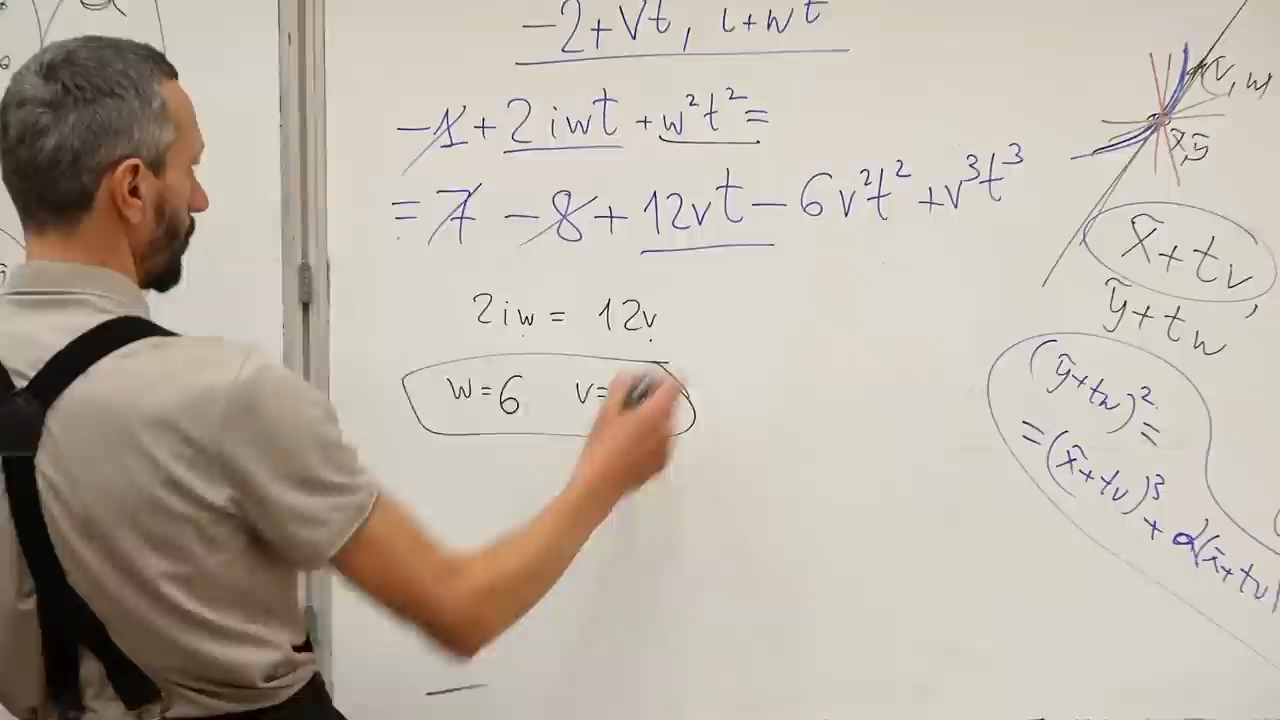 -2+vt, i+wt
-1+2iwt+w²t²=
=7-8+12vt-6v²t²+v³t³
2iw = 12v
w=6 v=
(v,w)
x̃,ỹ
x̃+tv,
ỹ+tw
(ỹ+tw)²=
=(x̃+tv)³
+α(x̃+tv)